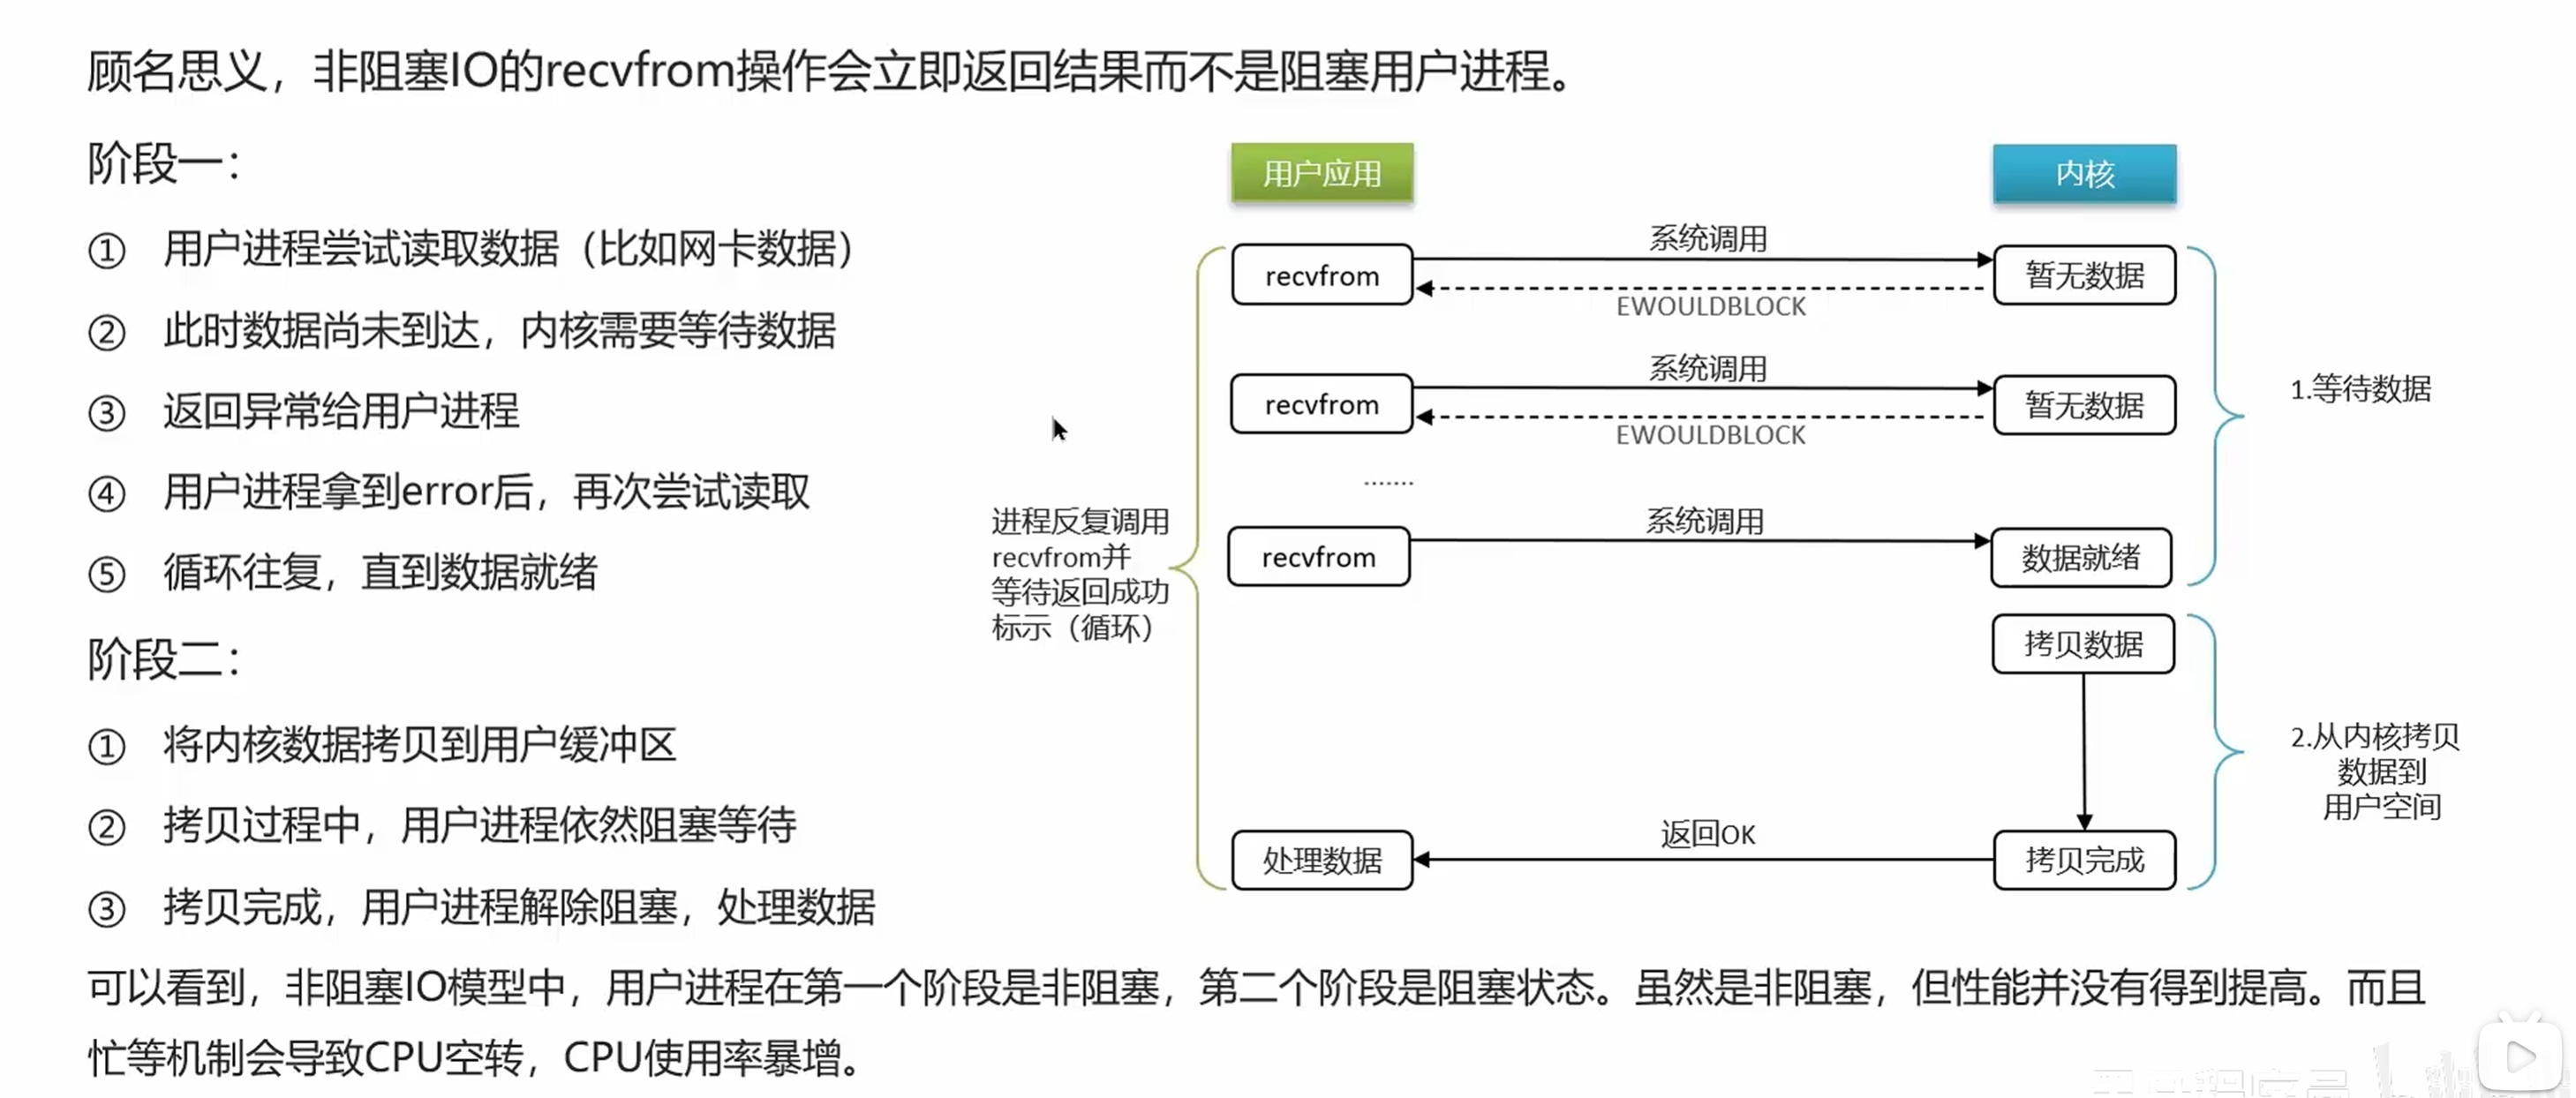 顾名思义，非阻塞IO的recvfrom操作会立即返回结果而不是阻塞用户进程。
阶段一：
① 用户进程尝试读取数据（比如网卡数据）
② 此时数据尚未到达，内核需要等待数据
③ 返回异常给用户进程
④ 用户进程拿到error后，再次尝试读取
⑤ 循环往复，直到数据就绪
阶段二：
① 将内核数据拷贝到用户缓冲区
② 拷贝过程中，用户进程依然阻塞等待
③ 拷贝完成，用户进程解除阻塞，处理数据
用户应用
内核
系统调用
recvfrom
暂无数据
EWOULDBLOCK
系统调用
recvfrom
暂无数据
EWOULDBLOCK
1.等待数据
.......
进程反复调用
recvfrom并
等待返回成功
标示（循环）
系统调用
recvfrom
数据就绪
拷贝数据
2.从内核拷贝
数据到
用户空间
返回OK
处理数据
拷贝完成
可以看到，非阻塞IO模型中，用户进程在第一个阶段是非阻塞，第二个阶段是阻塞状态。虽然是非阻塞，但性能并没有得到提高。而且
忙等机制会导致CPU空转，CPU使用率暴增。